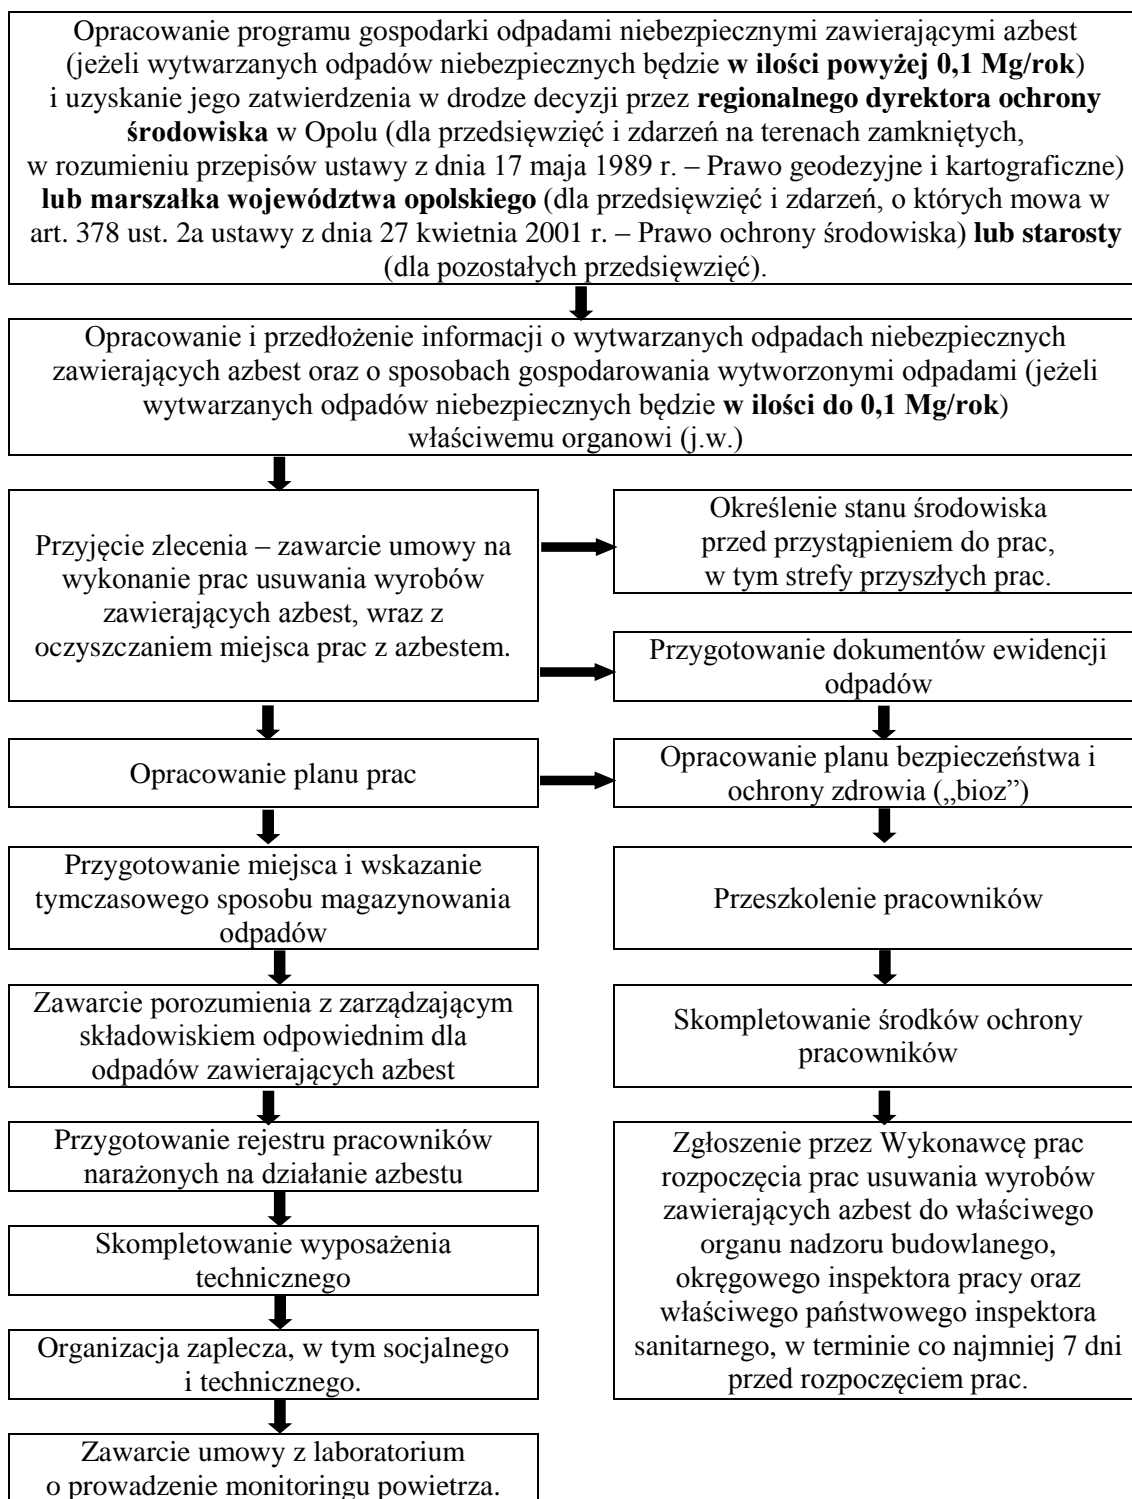 Opracowanie programu gospodarki odpadami niebezpiecznymi zawierającymi azbest
(jeżeli wytwarzanych odpadów niebezpiecznych będzie w ilości powyżej 0,1 Mg/rok)
i uzyskanie jego zatwierdzenia w drodze decyzji przez regionalnego dyrektora ochrony
środowiska w Opolu (dla przedsięwzięć i zdarzeń na terenach zamkniętych,
w rozumieniu przepisów ustawy z dnia 17 maja 1989 r. – Prawo geodezyjne i kartograficzne)
lub marszałka województwa opolskiego (dla przedsięwzięć i zdarzeń, o których mowa w
art. 378 ust. 2a ustawy z dnia 27 kwietnia 2001 r. – Prawo ochrony środowiska) lub starosty
(dla pozostałych przedsięwzięć).
Opracowanie i przedłożenie informacji o wytwarzanych odpadach niebezpiecznych
zawierających azbest oraz o sposobach gospodarowania wytworzonymi odpadami (jeżeli
wytwarzanych odpadów niebezpiecznych będzie w ilości do 0,1 Mg/rok)
właściwemu organowi (j.w.)
Przyjęcie zlecenia – zawarcie umowy na
wykonanie prac usuwania wyrobów
zawierających azbest, wraz z
oczyszczaniem miejsca prac z azbestem.
Określenie stanu środowiska
przed przystąpieniem do prac,
w tym strefy przyszłych prac.
Przygotowanie dokumentów ewidencji
odpadów
Opracowanie planu prac
Opracowanie planu bezpieczeństwa i
ochrony zdrowia („bioz”)
Przygotowanie miejsca i wskazanie
tymczasowego sposobu magazynowania
odpadów
Przeszkolenie pracowników
Zawarcie porozumienia z zarządzającym
składowiskiem odpowiednim dla
odpadów zawierających azbest
Skompletowanie środków ochrony
pracowników
Przygotowanie rejestru pracowników
narażonych na działanie azbestu
Zgłoszenie przez Wykonawcę prac
rozpoczęcia prac usuwania wyrobów
zawierających azbest do właściwego
organu nadzoru budowlanego,
okręgowego inspektora pracy oraz
właściwego państwowego inspektora
sanitarnego, w terminie co najmniej 7 dni
przed rozpoczęciem prac.
Skompletowanie wyposażenia
technicznego
Organizacja zaplecza, w tym socjalnego
i technicznego.
Zawarcie umowy z laboratorium
o prowadzenie monitoringu powietrza.